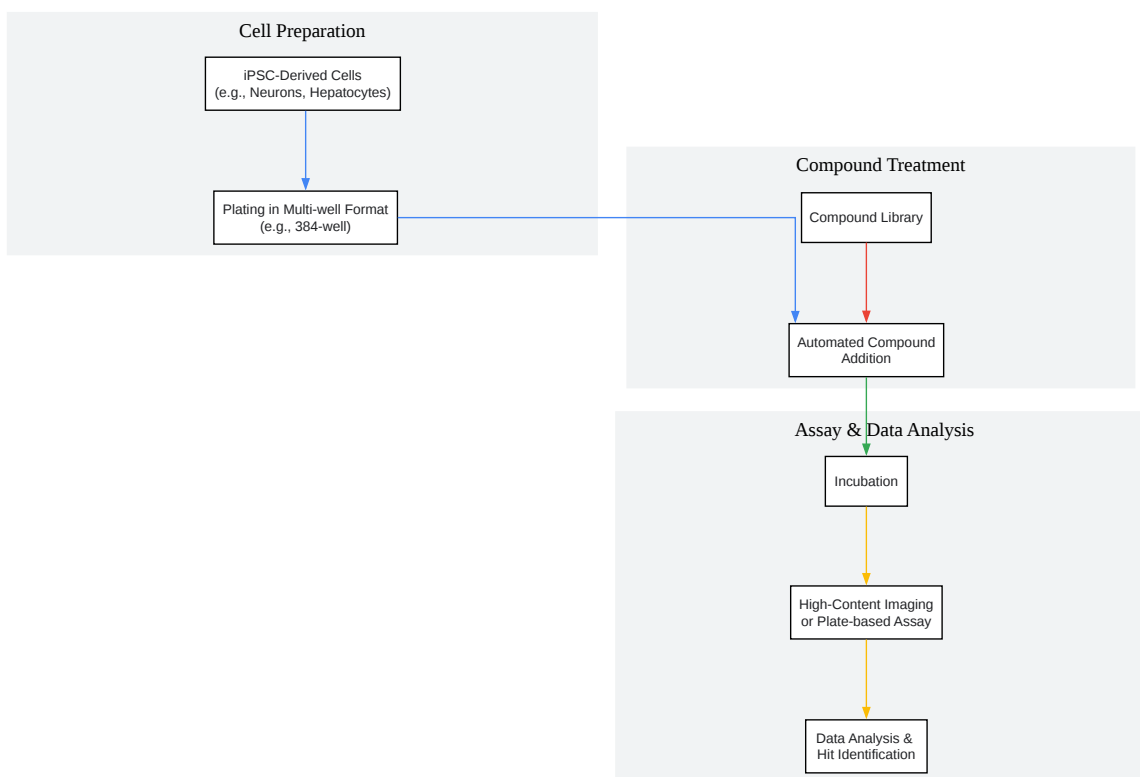 Cell Preparation
iPSC-Derived Cells
(e.g., Neurons, Hepatocytes)
Plating in Multi-well Format
(e.g., 384-well)
Compound Treatment
Compound Library
Automated Compound
Addition
Assay & Data Analysis
Incubation
High-Content Imaging
or Plate-based Assay
Data Analysis &
Hit Identification